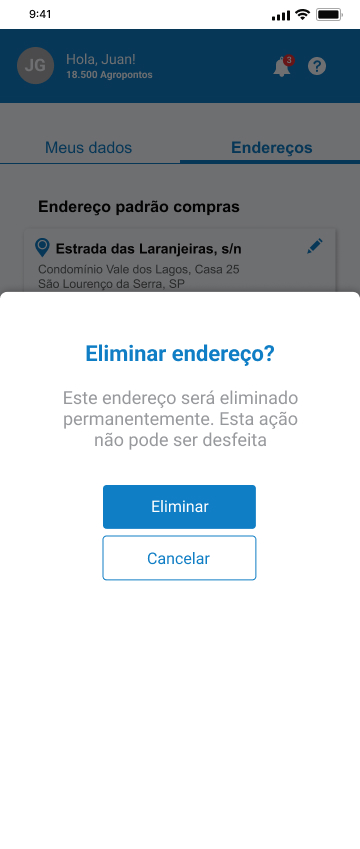 9:41
JG
Hola, Juan!
18.500 Agropontos
3
?
Meus dados
Endereços
Endereço padrão compras
Estrada das Laranjeiras, s/n
Condomínio Vale dos Lagos, Casa 25
São Lourenço da Serra, SP
Eliminar endereço?
Este endereço será eliminado
permanentemente. Esta ação
não pode ser desfeita
Eliminar
Cancelar